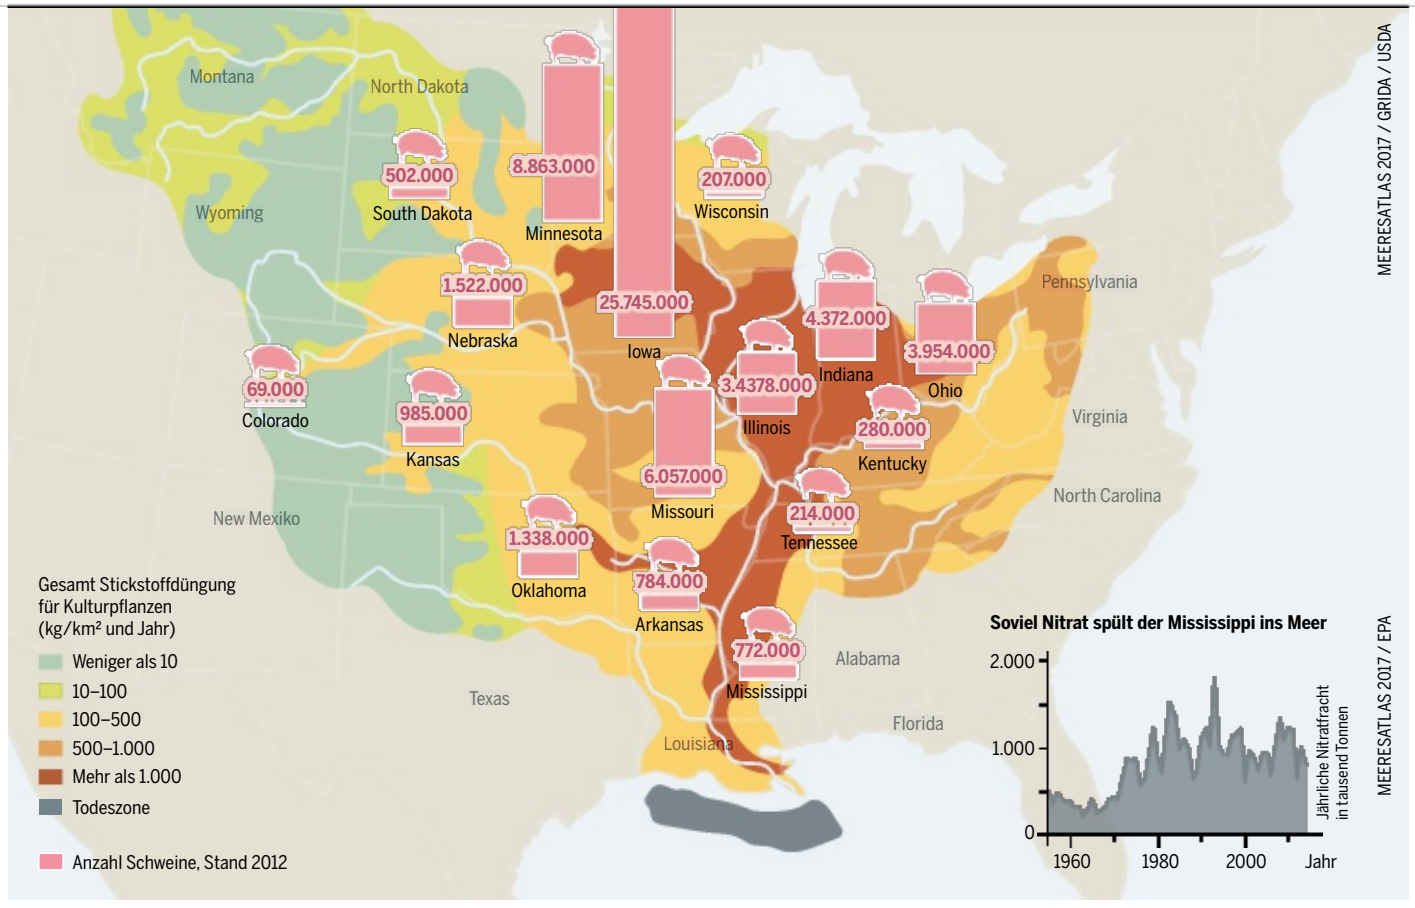 MEERESATLAS 2017 / GRIDA / USDA
Montana
North Dakota
502.000
South Dakota
8.863.000
Minnesota
207.000
Wisconsin
Wyoming
1.522.000
Nebraska
25.745.000
Iowa
4.372.000
Indiana
3.954.000
Ohio
Pennsylvania
69.000
Colorado
985.000
Kansas
6.057.000
Missouri
3.4378.000
Illinois
280.000
Kentucky
Virginia
North Carolina
New Mexiko
1.338.000
Oklahoma
784.000
Arkansas
214.000
Tennessee
772.000
Mississippi
Alabama
Texas
Louisiana
Florida
Gesamt Stickstoffdüngung
für Kulturpflanzen
(kg/km² und Jahr)
Weniger als 10
10–100
100–500
500–1.000
Mehr als 1.000
Todeszone
Anzahl Schweine, Stand 2012
Soviel Nitrat spült der Mississippi ins Meer
2.000
1.000
0
1960
1980
2000
Jahr
Jährliche Nitratfracht
in tausend Tonnen
MEERESATLAS 2017 / EPA